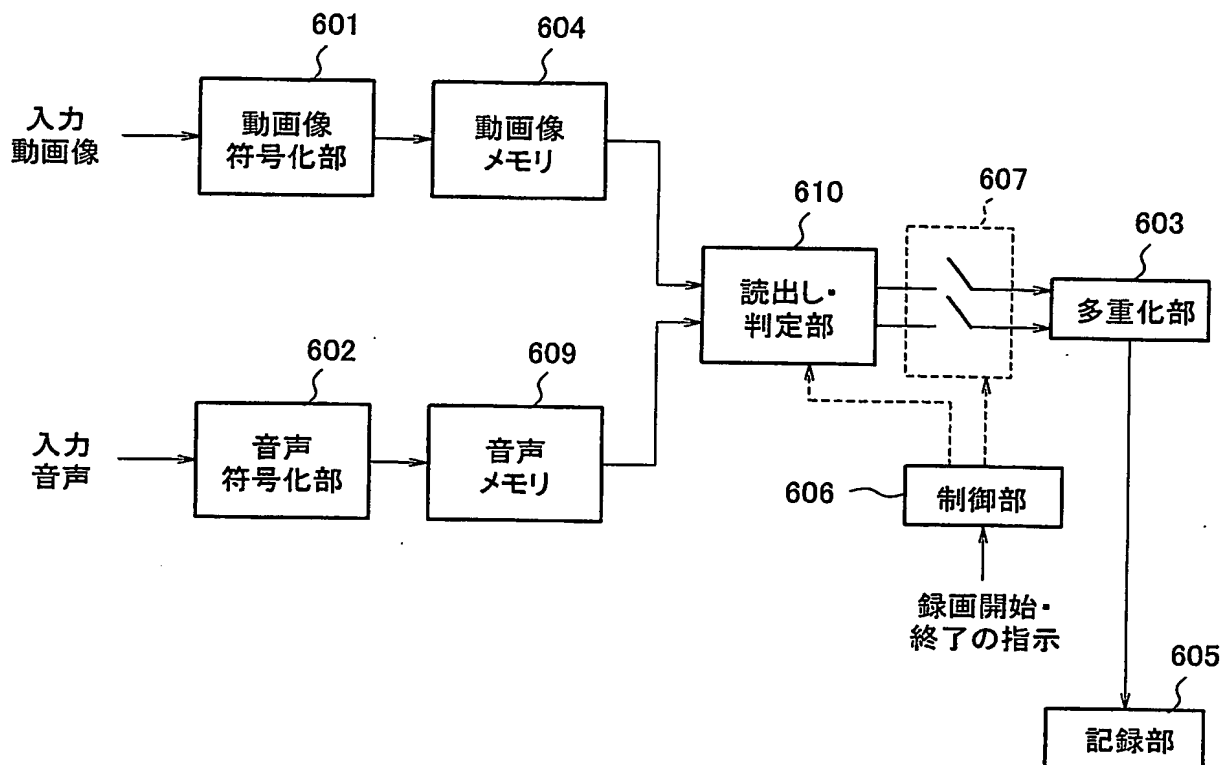 601
604
入力
動画像
動画像
符号化部
動画像
メモリ
610
607
603
読出し・
判定部
多重化部
602
609
入力
音声
音声
符号化部
音声
メモリ
606
制御部
録画開始・
終了の指示
605
記録部